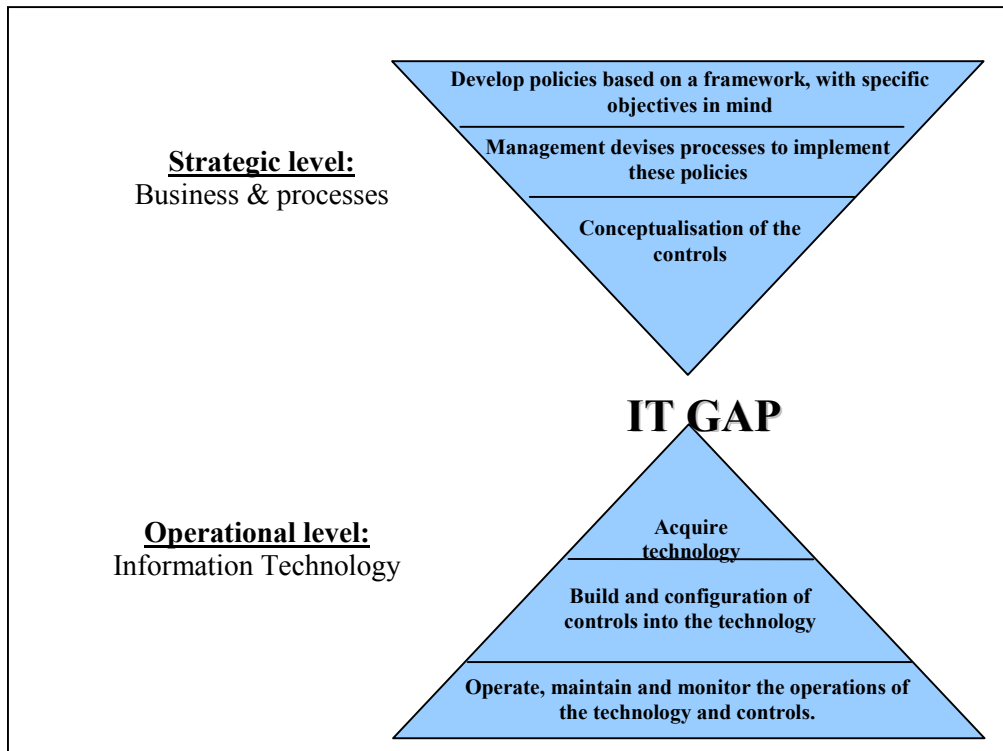 Develop policies based on a framework, with specific
objectives in mind
Strategic level:
Business & processes
Management devises processes to implement
these policies
Conceptualisation of the
controls
IT GAP
Operational level:
Information Technology
Acquire
technology
Build and configuration of
controls into the technology
Operate, maintain and monitor the operations of
the technology and controls.